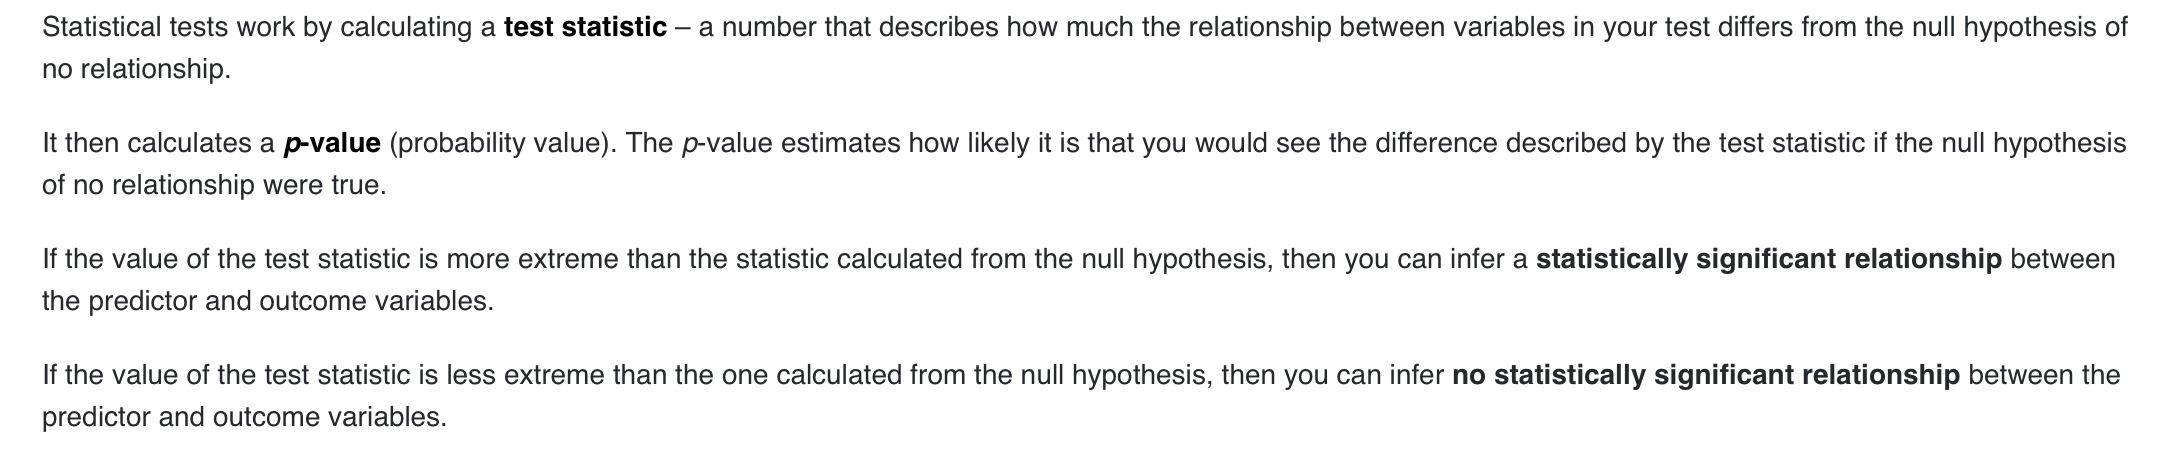 Statistical tests work by calculating a test statistic – a number that describes how much the relationship between variables in your test differs from the null hypothesis of
no relationship.
It then calculates a p-value (probability value). The p-value estimates how likely it is that you would see the difference described by the test statistic if the null hypothesis
of no relationship were true.
If the value of the test statistic is more extreme than the statistic calculated from the null hypothesis, then you can infer a statistically significant relationship between
the predictor and outcome variables.
If the value of the test statistic is less extreme than the one calculated from the null hypothesis, then you can infer no statistically significant relationship between the
predictor and outcome variables.